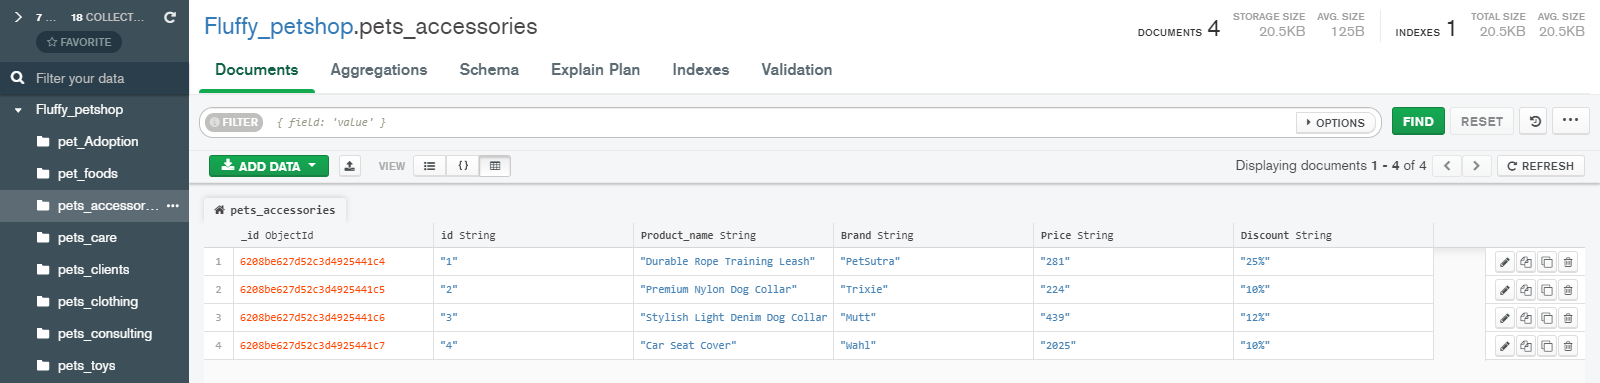 7 ... 18 COLLECT...
FAVORITE
Filter your data
Fluffy_petshop
pet_Adoption
pet_foods
pets_accessor... •••
pets_care
pets_clients
pets_clothing
pets_consulting
pets_toys
Fluffy_petshop.pets_accessories
DOCUMENTS 4 STORAGE SIZE 20.5KB AVG. SIZE 125B INDEXES 1 TOTAL SIZE 20.5KB AVG. SIZE 20.5KB
Documents Aggregations Schema Explain Plan Indexes Validation
FILTER { field: 'value' } OPTIONS FIND RESET •••
ADD DATA VIEW {} Displaying documents 1 - 4 of 4 < > REFRESH
pets_accessories
_id ObjectId id String Product_name String Brand String Price String Discount String
1 6208be627d52c3d4925441c4 "1" "Durable Rope Training Leash" "PetSutra" "281" "25%"
2 6208be627d52c3d4925441c5 "2" "Premium Nylon Dog Collar" "Trixie" "224" "10%"
3 6208be627d52c3d4925441c6 "3" "Stylish Light Denim Dog Collar "Mutt" "439" "12%"
4 6208be627d52c3d4925441c7 "4" "Car Seat Cover" "Wahl" "2025" "10%"